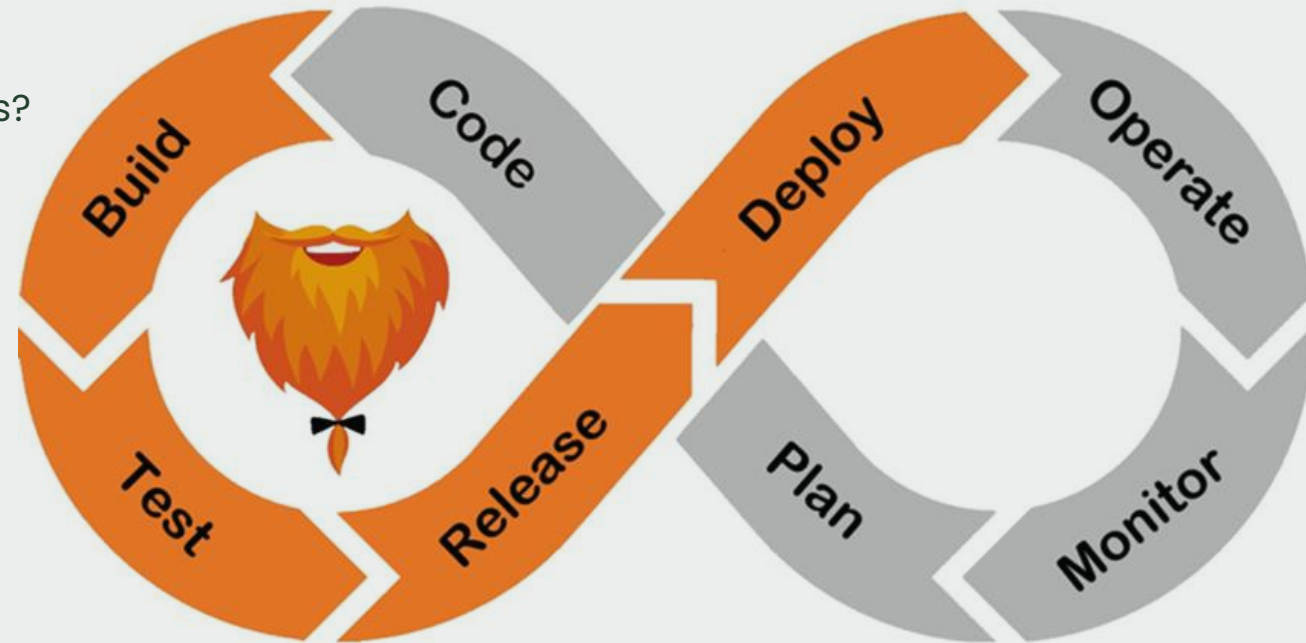 s?
Code
Build
Test
Release
Deploy
Operate
Monitor
Plan